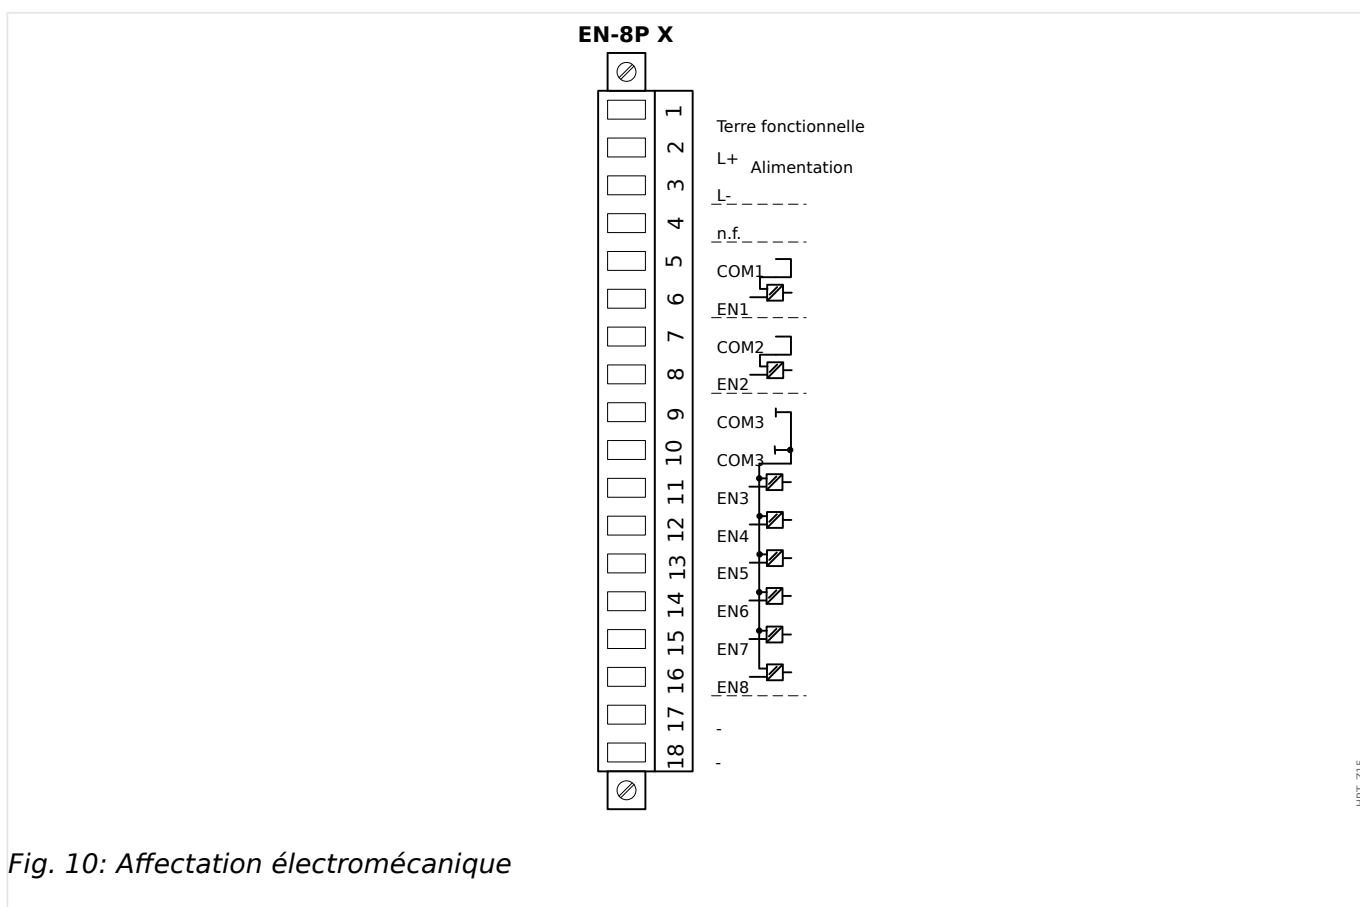 EN-8P X
1
Terre fonctionnelle
2
L+
Alimentation
3
L-
4
n.f.
5
COM1
6
EN1
7
COM2
8
EN2
9
COM3
10
COM3
11
EN3
12
EN4
13
EN5
14
EN6
15
EN7
16
EN8
17
-
18
-
Fig. 10: Affectation électromécanique